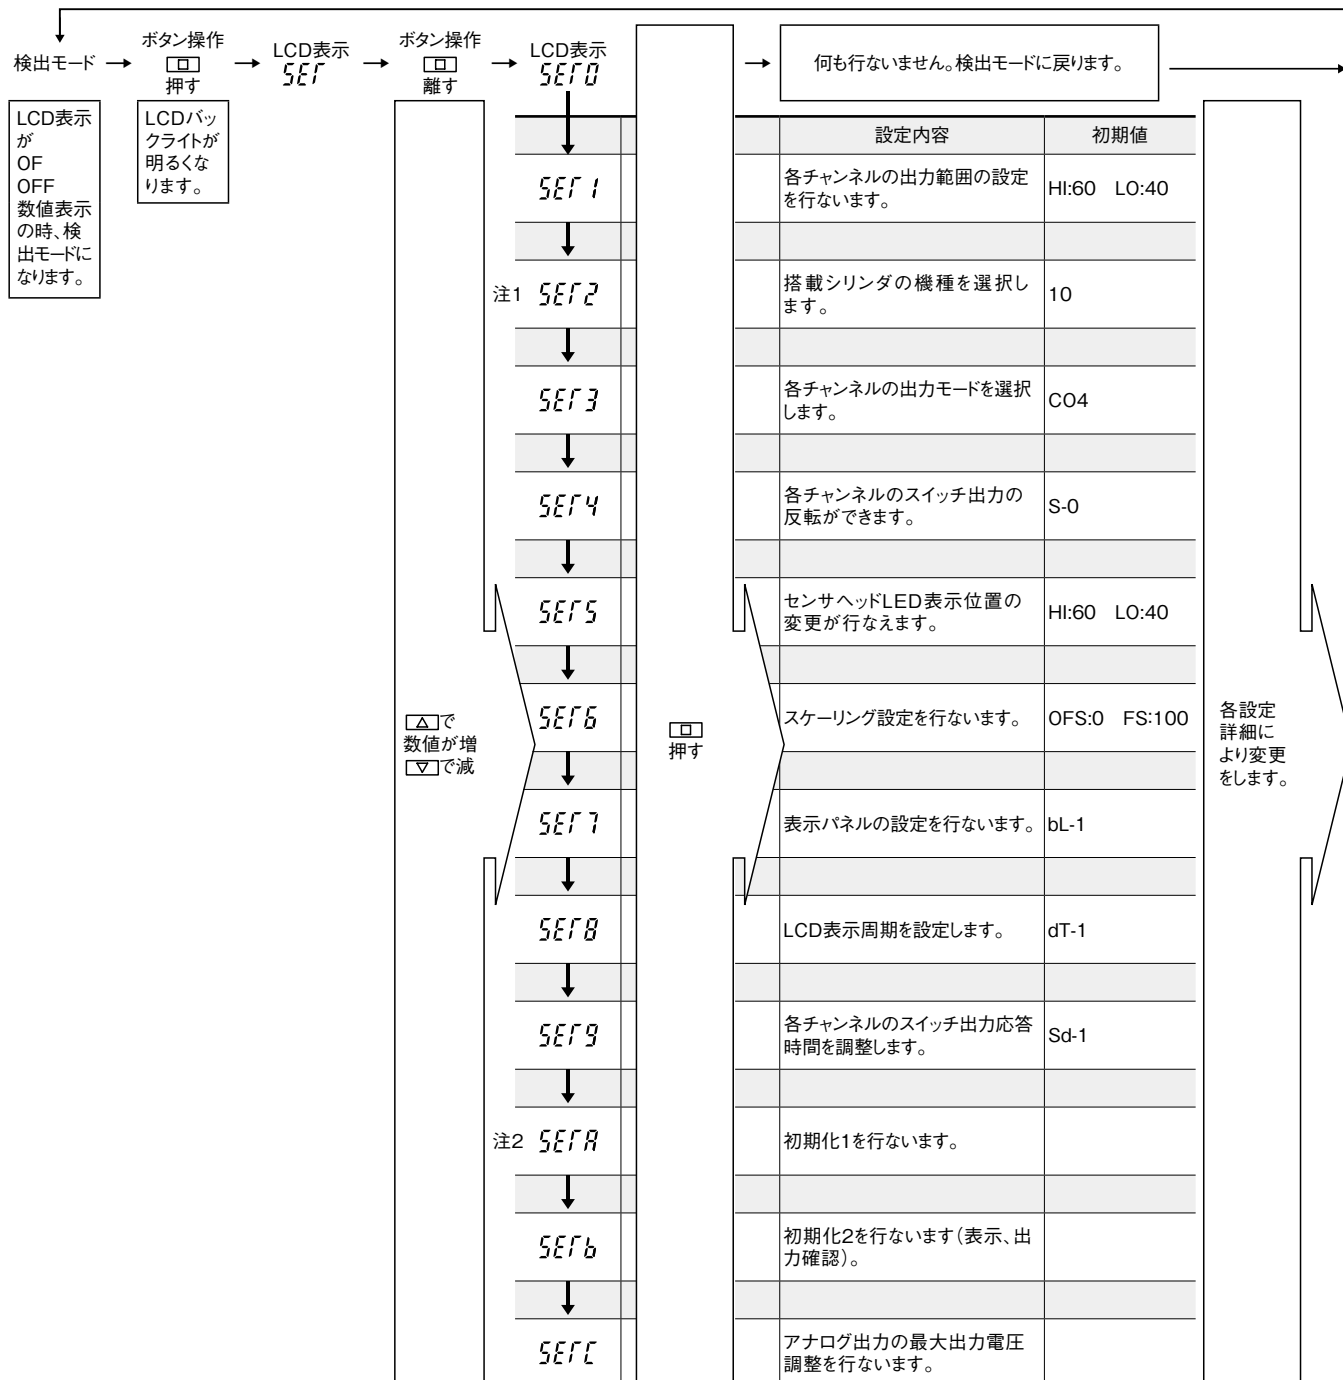 検出モード
ボタン操作
押す
LCD表示
SET
ボタン操作
離す
LCD表示
SET0
何も行ないません。検出モードに戻ります。
LCD表示
が
OF
OFF
数値表示
の時、検
出モードに
なります。
LCDバッ
クライトが
明るくな
ります。
設定内容
初期値
SET1
各チャンネルの出力範囲の設定
を行ないます。
HI:60 LO:40
注1
SET2
搭載シリンダの機種を選択し
ます。
10
SET3
各チャンネルの出力モードを選択
します。
CO4
SET4
各チャンネルのスイッチ出力の
反転ができます。
S-0
SET5
センサヘッドLED表示位置の
変更が行なえます。
HI:60 LO:40
△で
数値が増
▽で減
SET6
押す
スケーリング設定を行ないます。
OFS:0 FS:100
各設定
詳細に
より変更
をします。
SET7
表示パネルの設定を行ないます。
bL-1
SET8
LCD表示周期を設定します。
dT-1
SET9
各チャンネルのスイッチ出力応答
時間を調整します。
Sd-1
注2
SETA
初期化1を行ないます。
SETb
初期化2を行ないます（表示、出
力確認）。
SETC
アナログ出力の最大出力電圧
調整を行ないます。